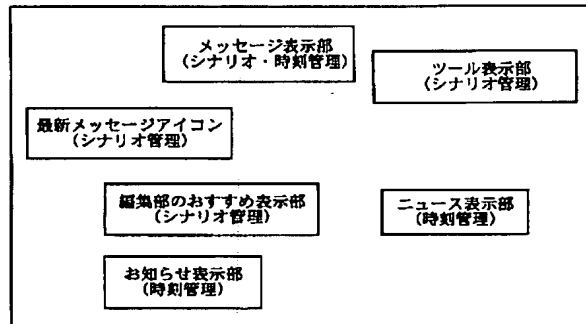 メッセージ表示部
(シナリオ・時刻管理)
ツール表示部
(シナリオ管理)
最新メッセージアイコン
(シナリオ管理)
編集部のおすすめ表示部
(シナリオ管理)
ニュース表示部
(時刻管理)
お知らせ表示部
(時刻管理)